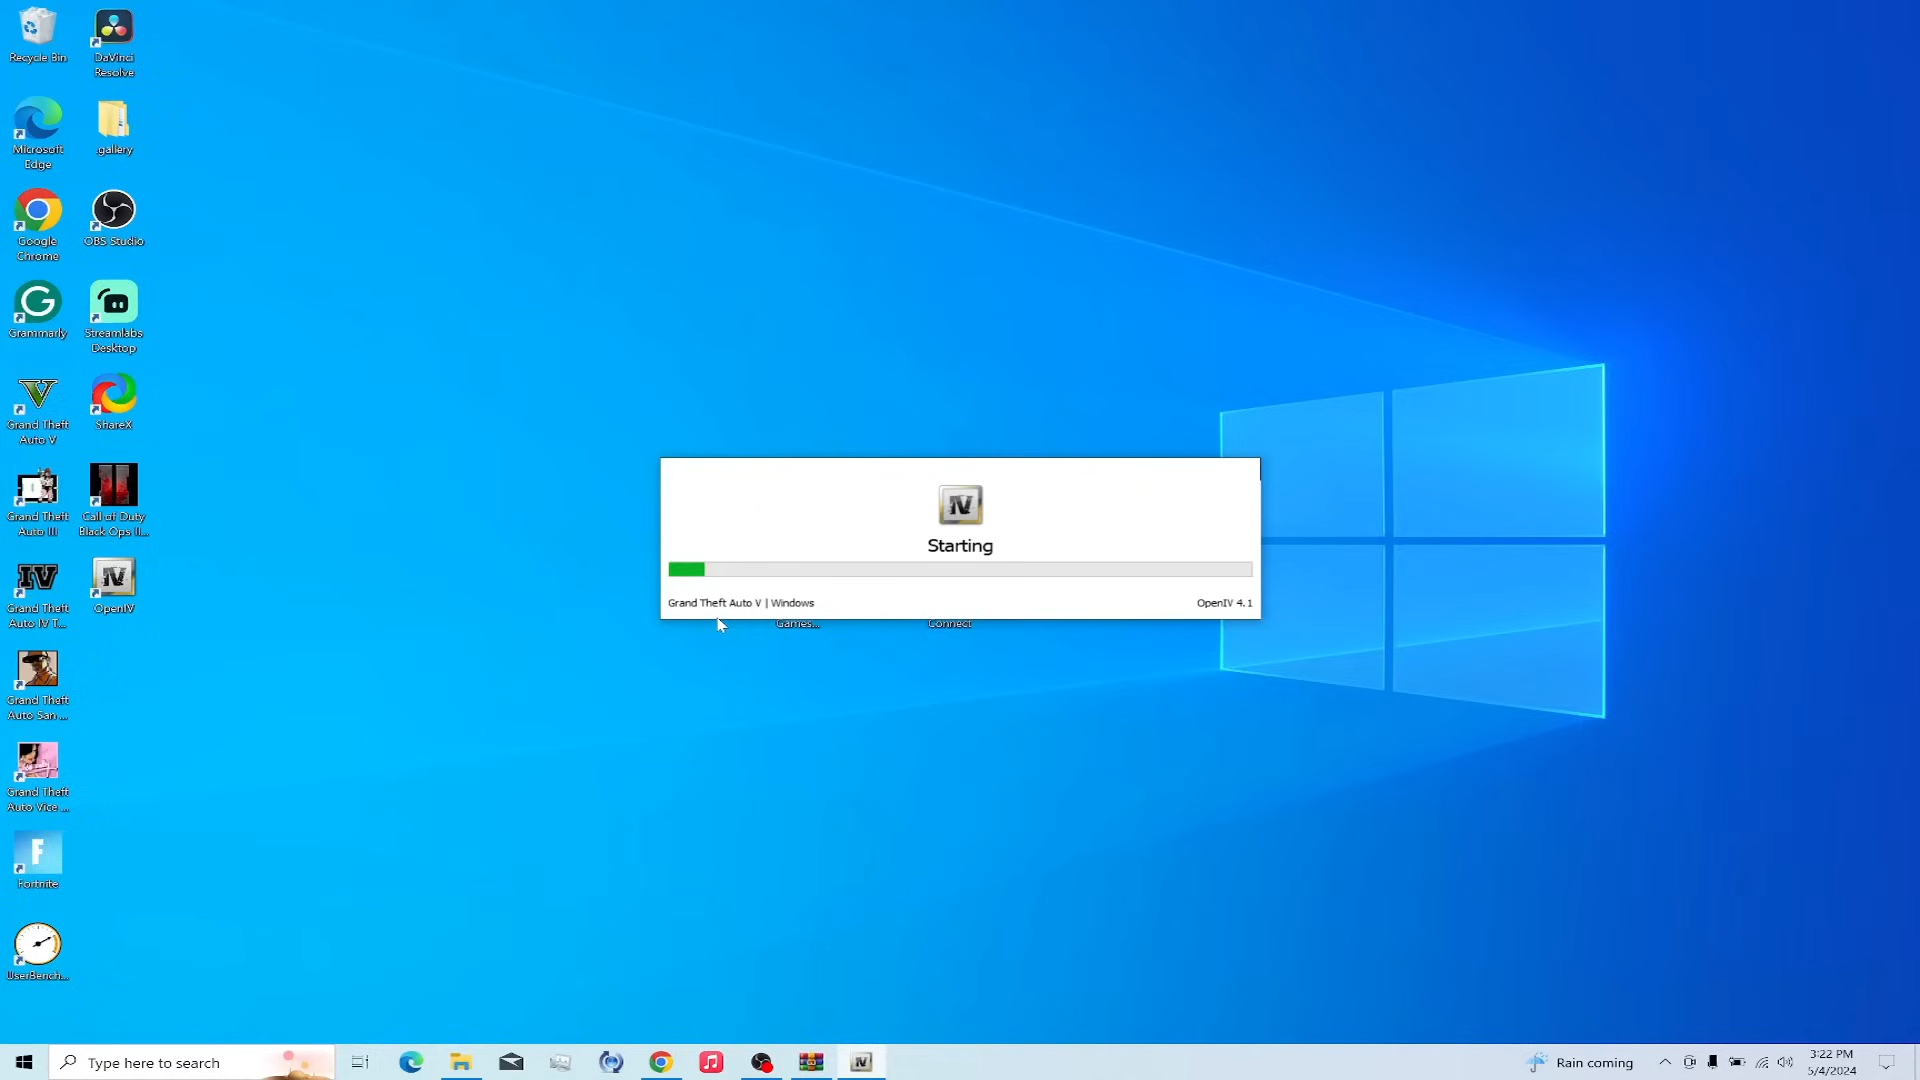 Recycle Bin
DaVinci
Resolve
Microsoft
Edge
.gallery
Google
Chrome
OBS Studio
Grammarly
Streamlabs
Desktop
Grand Theft
Auto V
ShareX
Grand Theft
Auto III
Call of Duty
Black Ops II...
Grand Theft
Auto IV T...
OpenIV
Grand Theft
Auto San ...
Grand Theft
Auto Vice ...
Fortnite
UserBench...
IV
Starting
Grand Theft Auto V | Windows
OpenIV 4.1
Games...
Connect
Type here to search
Rain coming
3:22 PM
5/4/2024